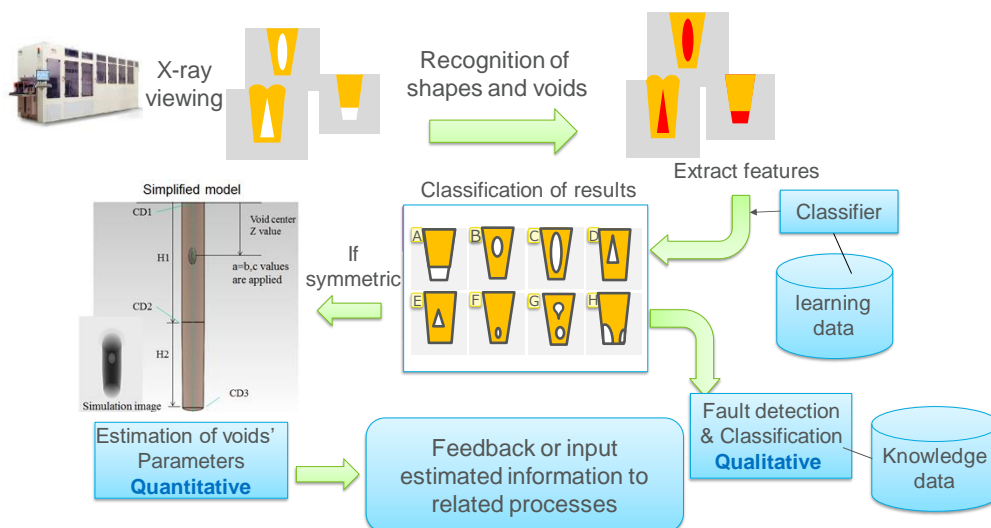 X-ray
viewing
Recognition of
shapes and voids
Extract features
Simplified model
CD1
Void center
Z value
H1
a=b,c values
are applied
CD2
H2
CD3
Simulation image
If
symmetric
Classification of results
A
B
C
D
E
F
G
H
Classifier
learning
data
Estimation of voids’
Parameters
Quantitative
Feedback or input
estimated information to
related processes
Fault detection
& Classification
Qualitative
Knowledge
data